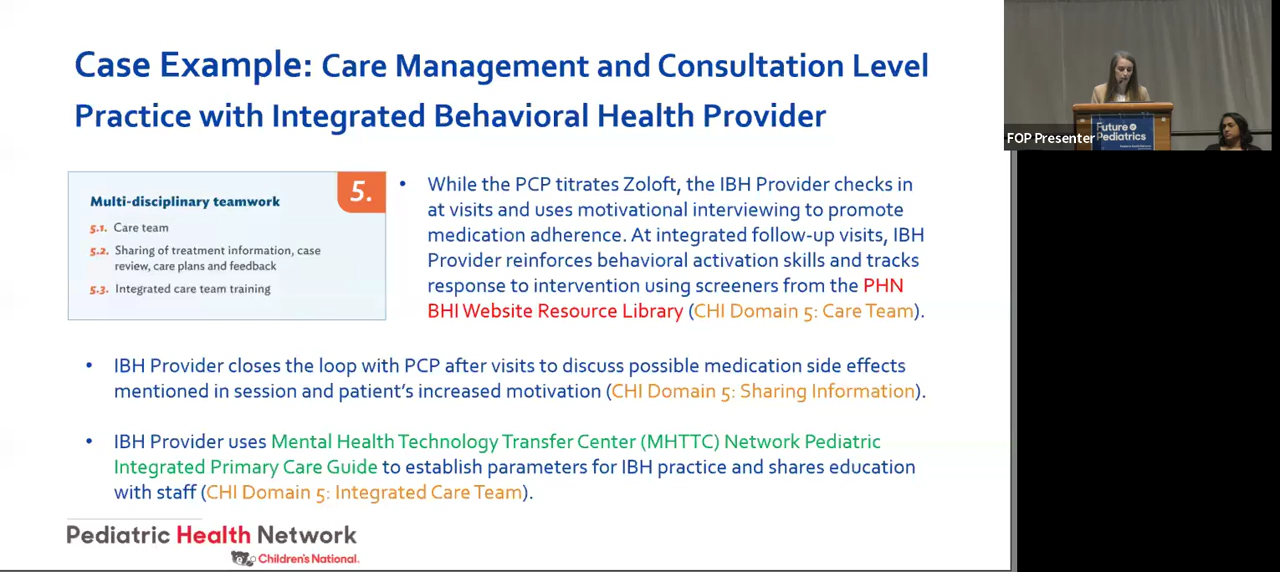 Case Example: Care Management and Consultation Level
Practice with Integrated Behavioral Health Provider
Multi-disciplinary teamwork
5.
5.1. Care team
5.2. Sharing of treatment information, case
review, care plans and feedback
5.3. Integrated care team training
• While the PCP titrates Zoloft, the IBH Provider checks in
at visits and uses motivational interviewing to promote
medication adherence. At integrated follow-up visits, IBH
Provider reinforces behavioral activation skills and tracks
response to intervention using screeners from the PHN
BHI Website Resource Library (CHI Domain 5: Care Team).
• IBH Provider closes the loop with PCP after visits to discuss possible medication side effects
mentioned in session and patient's increased motivation (CHI Domain 5: Sharing Information).
• IBH Provider uses Mental Health Technology Transfer Center (MHTTC) Network Pediatric
Integrated Primary Care Guide to establish parameters for IBH practice and shares education
with staff (CHI Domain 5: Integrated Care Team).
Pediatric Health Network
Children's National.
FOP Presenter
Future of
Pediatrics